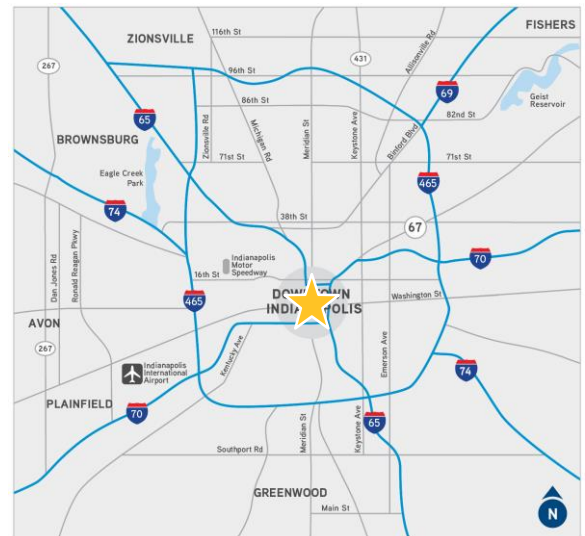 ZIONSVILLE
116th St
FISHERS
267
431
Allisonville Rd
96th St
69
65
86th St
82nd St
Geist
Reservoir
BROWNSBURG
Zionsville Rd
Michigan Rd
Meridian St
Keystone Ave
Binford Blvd
71st St
71st St
Eagle Creek
Park
465
74
38th St
67
Dan Jones Rd
Ronald Reagan Pkwy
Indianapolis
Motor
Speedway
70
16th St
465
DOWNTOWN
INDIANAPOLIS
Washington St
AVON
267
Kentucky Ave
Emerson Ave
Indianapolis
International
Airport
74
PLAINFIELD
70
Meridian St
Keystone Ave
65
Southport Rd
GREENWOOD
Main St
N